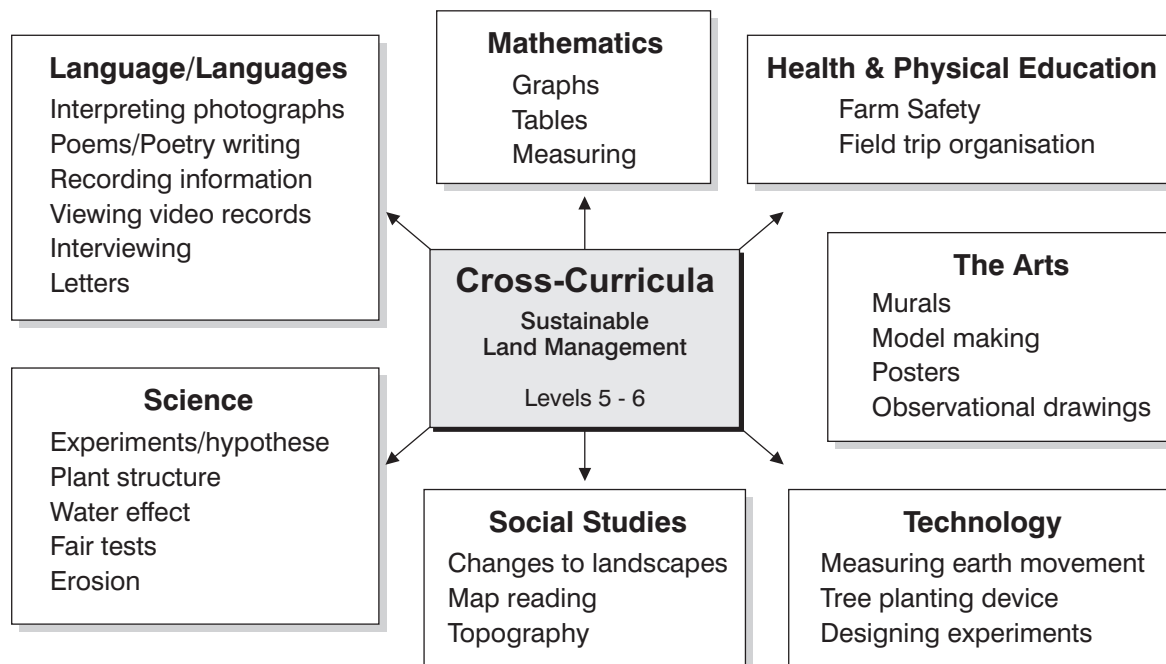 Language/Languages
Interpreting photographs
Poems/Poetry writing
Recording information
Viewing video records
Interviewing
Letters
Mathematics
Graphs
Tables
Measuring
Health & Physical Education
Farm Safety
Field trip organisation
Cross-Curricula
Sustainable
Land Management
Levels 5 - 6
The Arts
Murals
Model making
Posters
Observational drawings
Science
Experiments/hypothese
Plant structure
Water effect
Fair tests
Erosion
Social Studies
Changes to landscapes
Map reading
Topography
Technology
Measuring earth movement
Tree planting device
Designing experiments